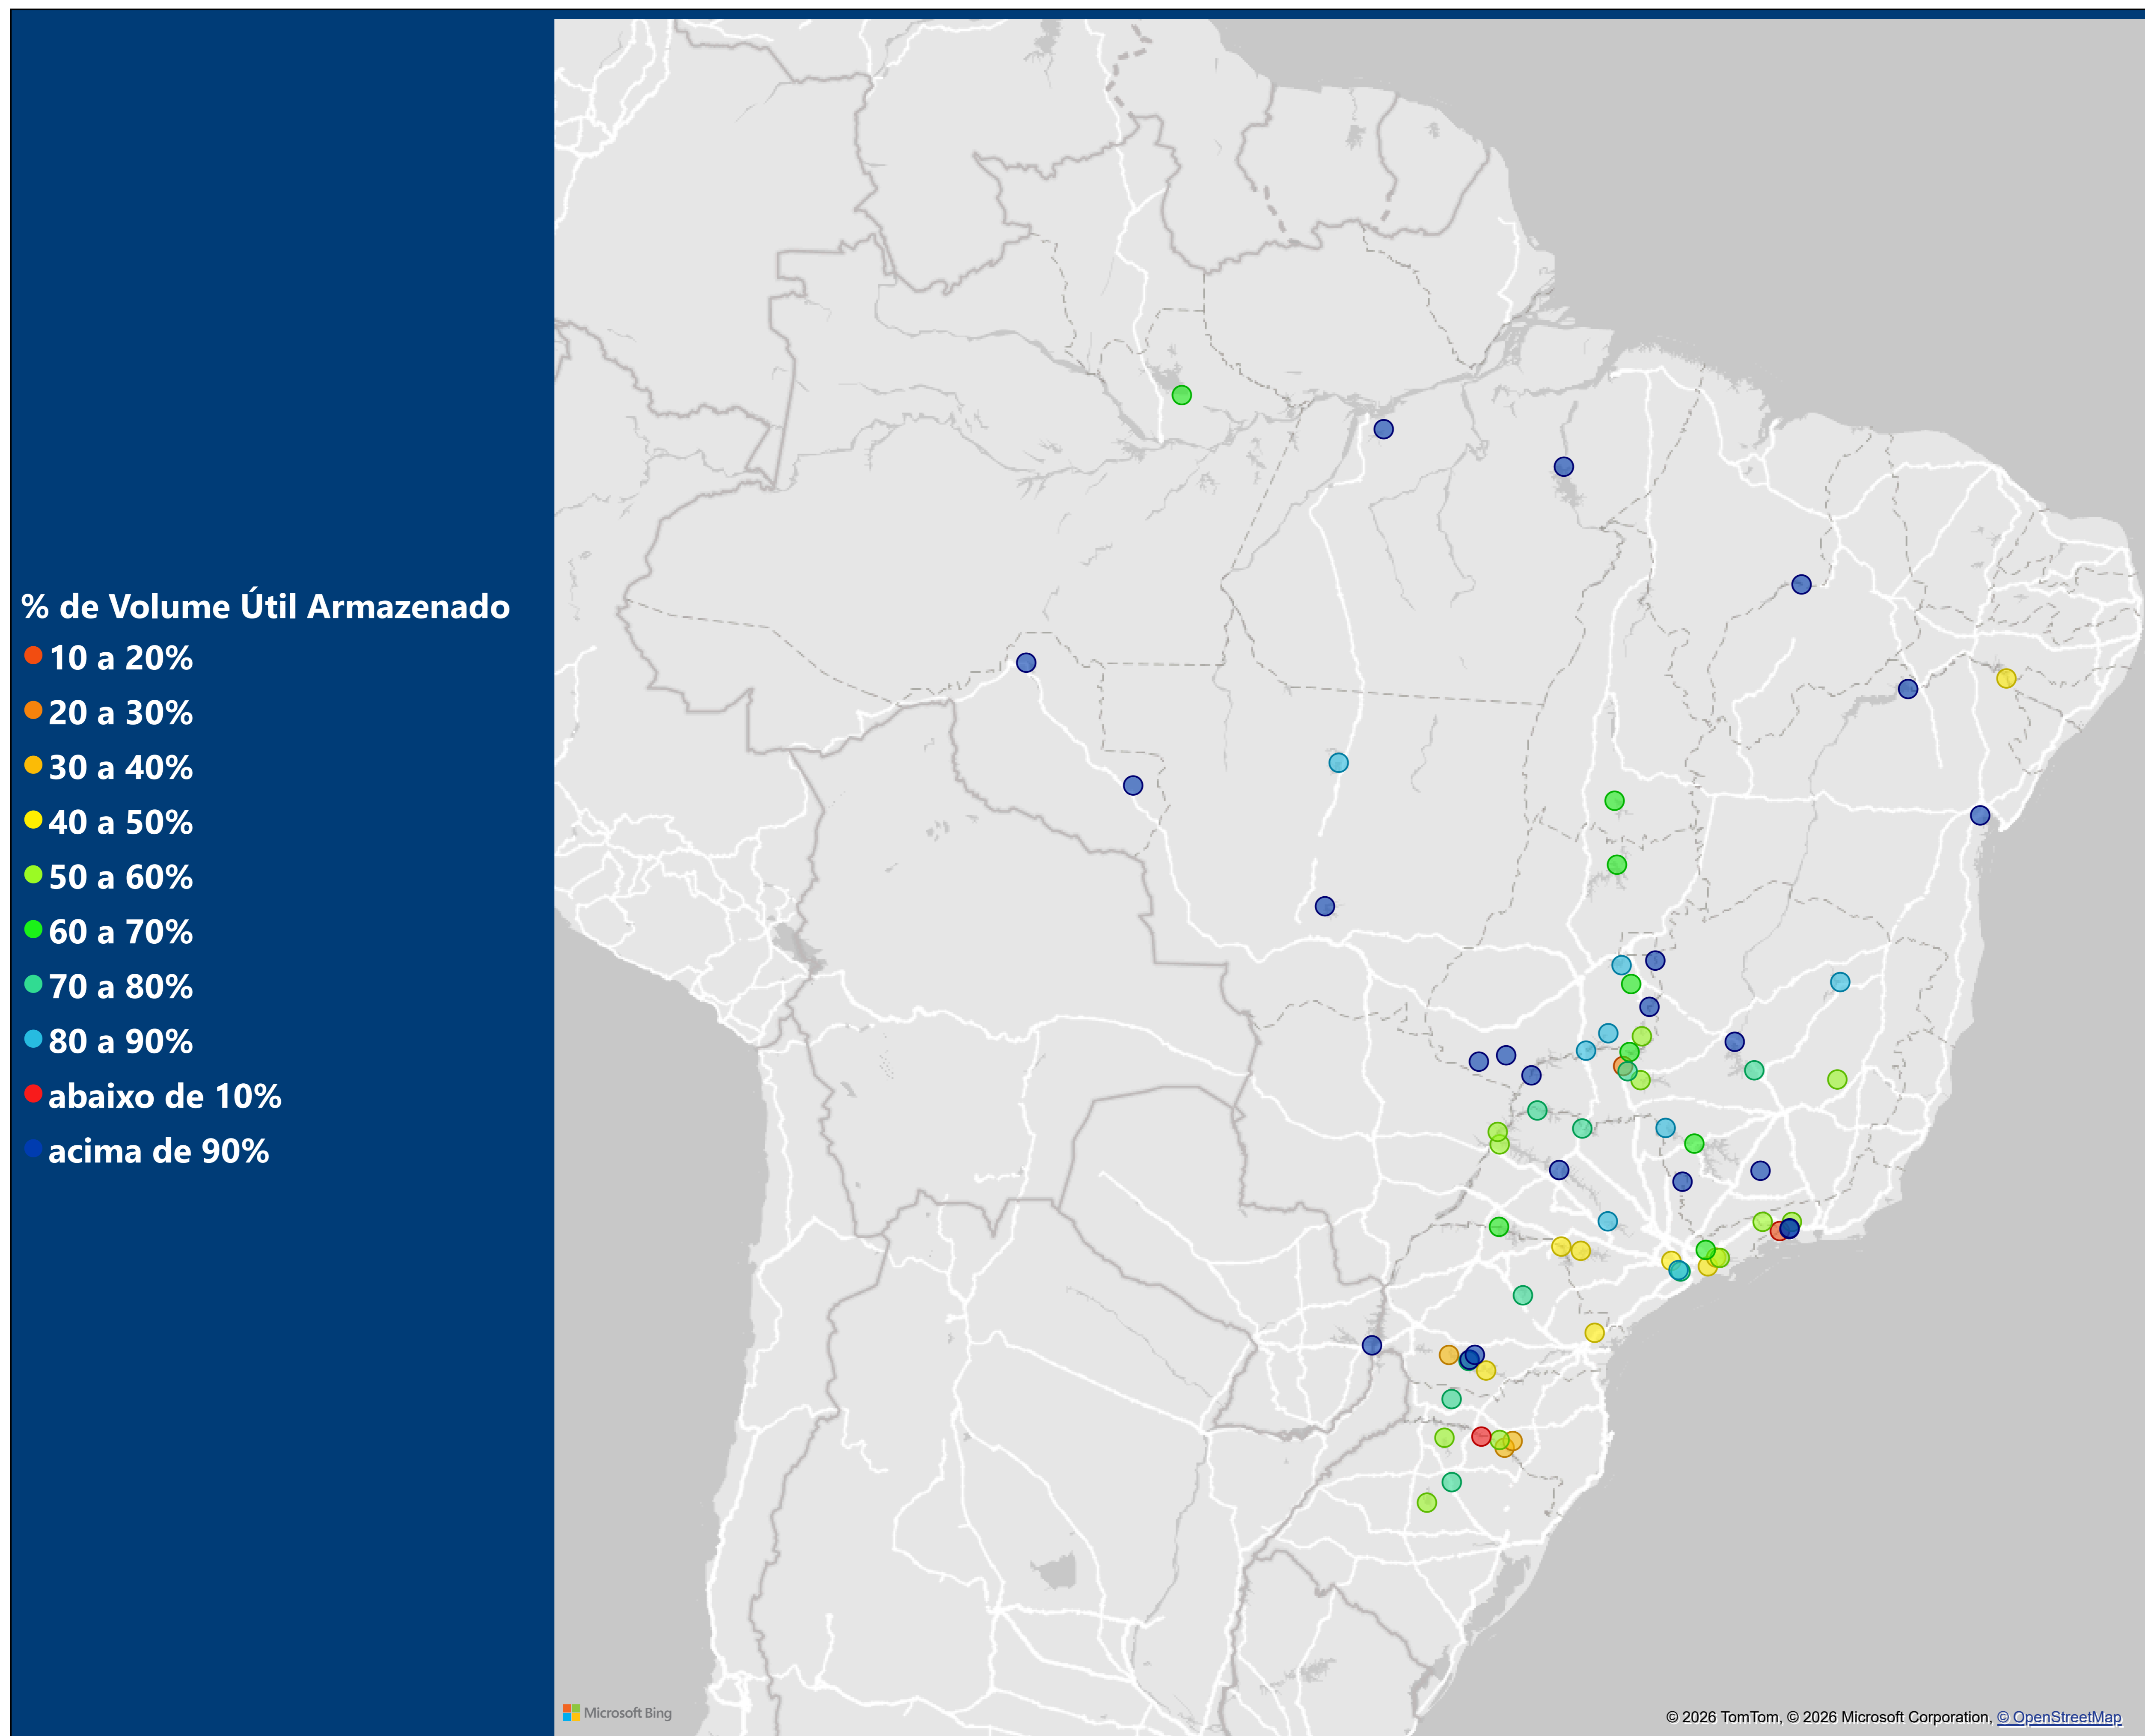 % de Volume Útil Armazenado
10 a 20%
20 a 30%
30 a 40%
40 a 50%
50 a 60%
60 a 70%
70 a 80%
80 a 90%
abaixo de 10%
acima de 90%
Microsoft Bing
© 2026 TomTom, © 2026 Microsoft Corporation, © OpenStreetMap